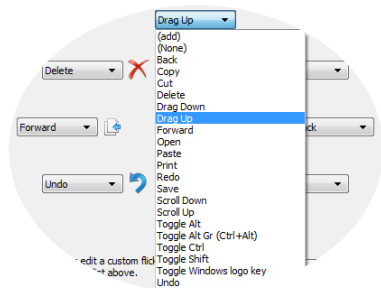 Drag Up
(add)
(None)
Back
Copy
Cut
Delete
Drag Down
Drag Up
Forward
Open
Paste
Print
Redo
Save
Scroll Down
Scroll Up
Toggle Alt
Toggle Alt Gr (Ctrl+Alt)
Toggle Ctrl
Toggle Shift
Toggle Windows logo key
Undo
Delete
Forward
Undo
edit a custom flick
above.